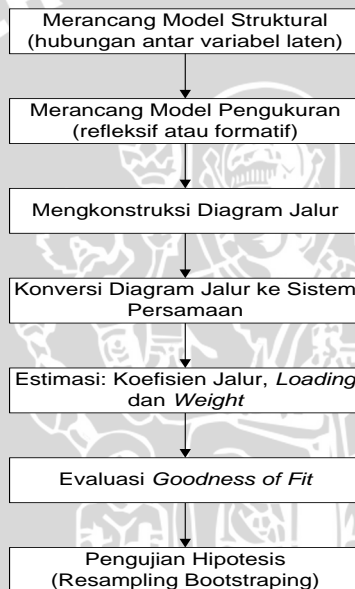 Merancang Model Struktural
(hubungan antar variabel laten)
Merancang Model Pengukuran
(refleksif atau formatif)
Mengkonstruksi Diagram Jalur
Konversi Diagram Jalur ke Sistem
Persamaan
Estimasi: Koefisien Jalur, Loading
dan Weight
Evaluasi Goodness of Fit
Pengujian Hipotesis
(Resampling Bootstraping)